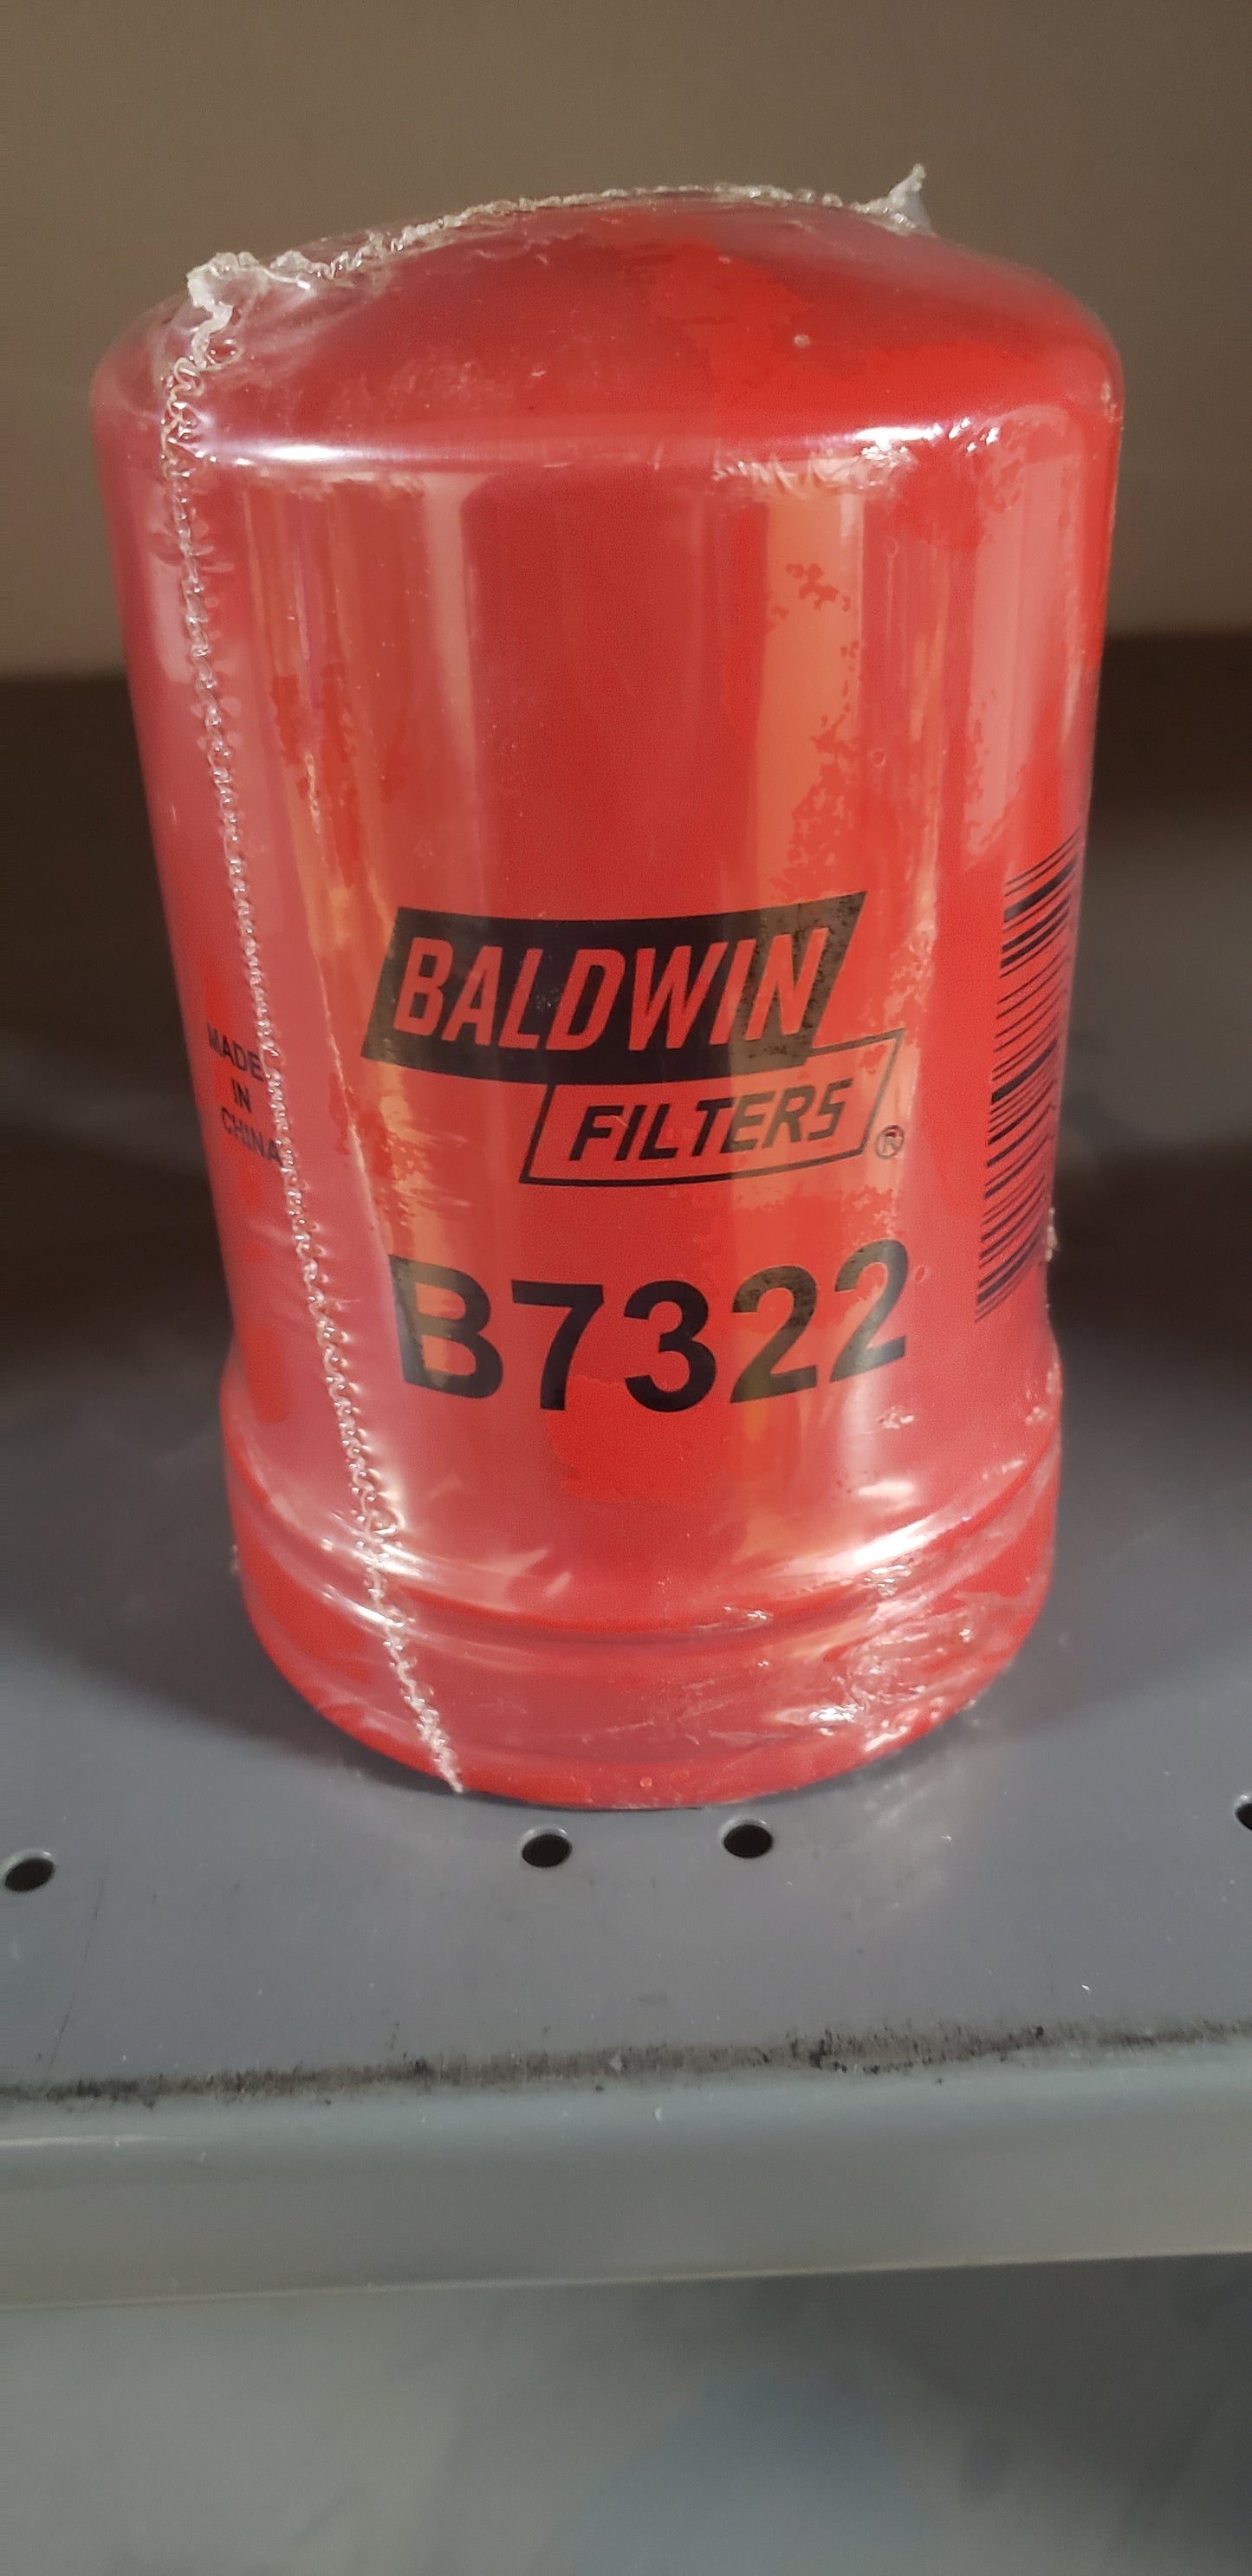 BALDWIN
FILTERS
®
B7322
MADE
IN
CHINA